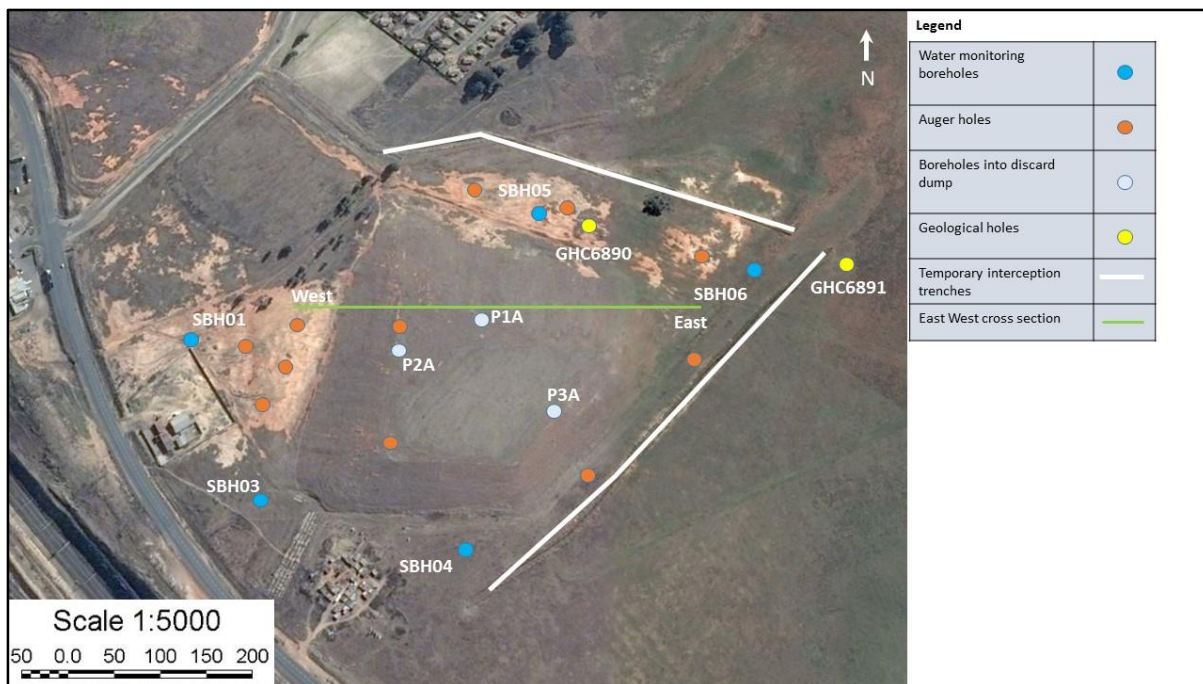 N
SBH05
GHC6890
SBH06
GHC6891
West
East
SBH01
P1A
P2A
P3A
SBH03
SBH04
Scale 1:5000
50 0.0 50 100 150 200
Legend
Water monitoring
boreholes
Auger holes
Boreholes into discard
dump
Geological holes
Temporary interception
trenches
East West cross section